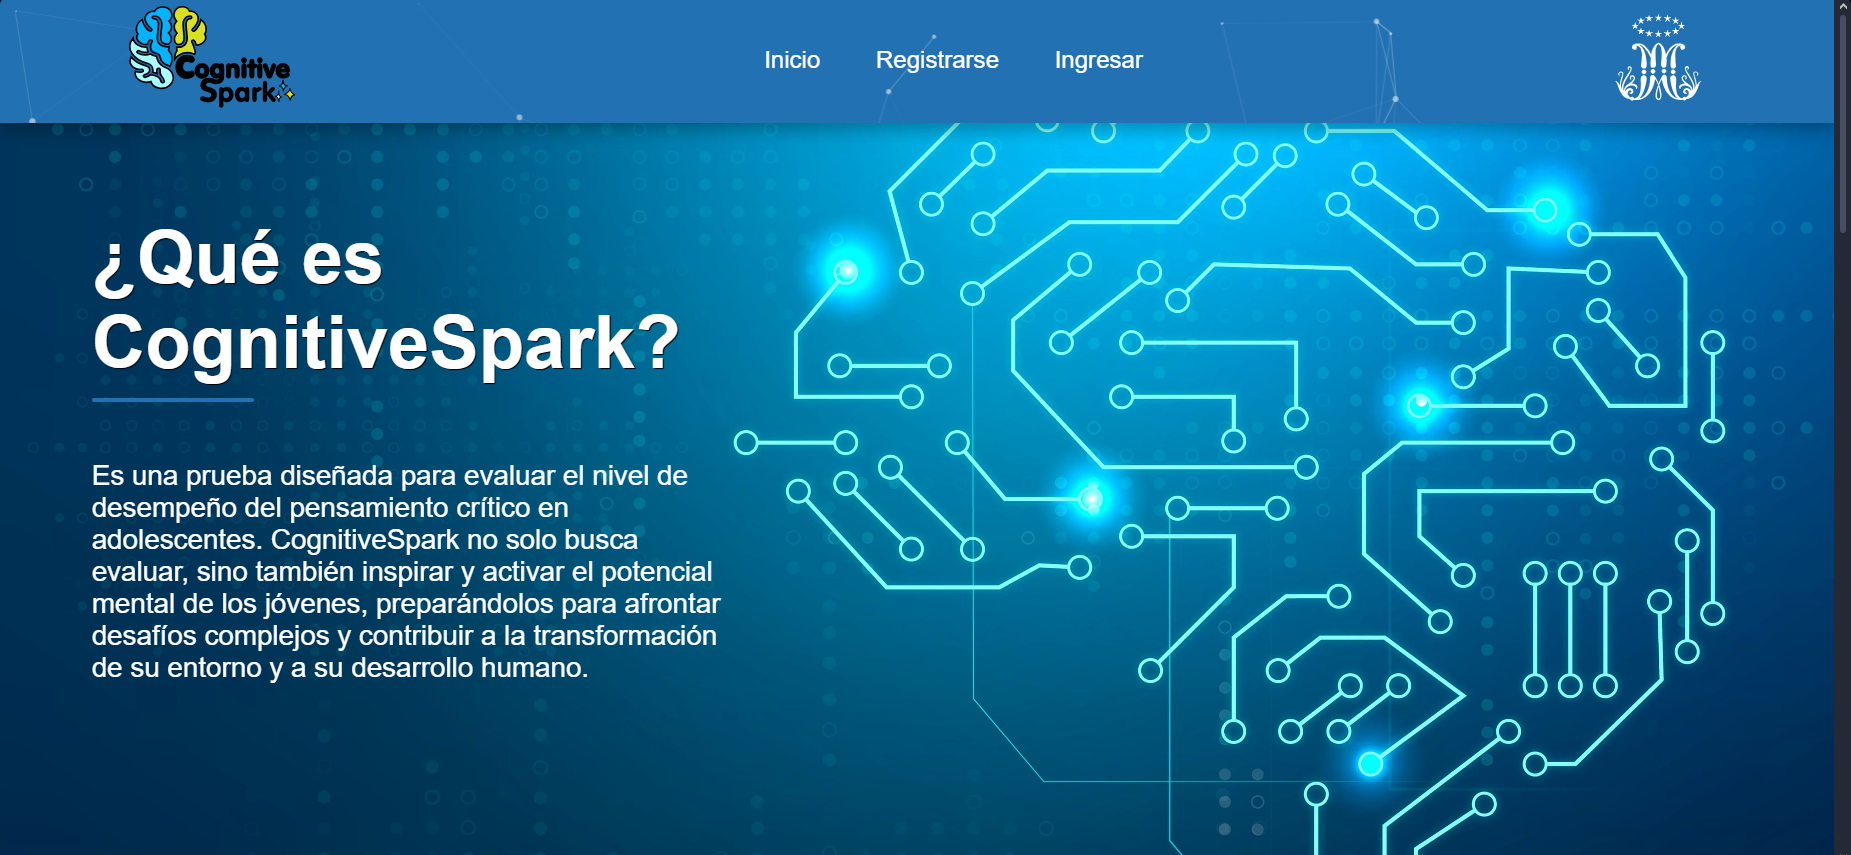 Cognitive
Spark
Inicio
Registrarse
Ingresar
¿Qué es
CognitiveSpark?
Es una prueba diseñada para evaluar el nivel de
desempeño del pensamiento crítico en
adolescentes. CognitiveSpark no solo busca
evaluar, sino también inspirar y activar el potencial
mental de los jóvenes, preparándolos para afrontar
desafíos complejos y contribuir a la transformación
de su entorno y a su desarrollo humano.